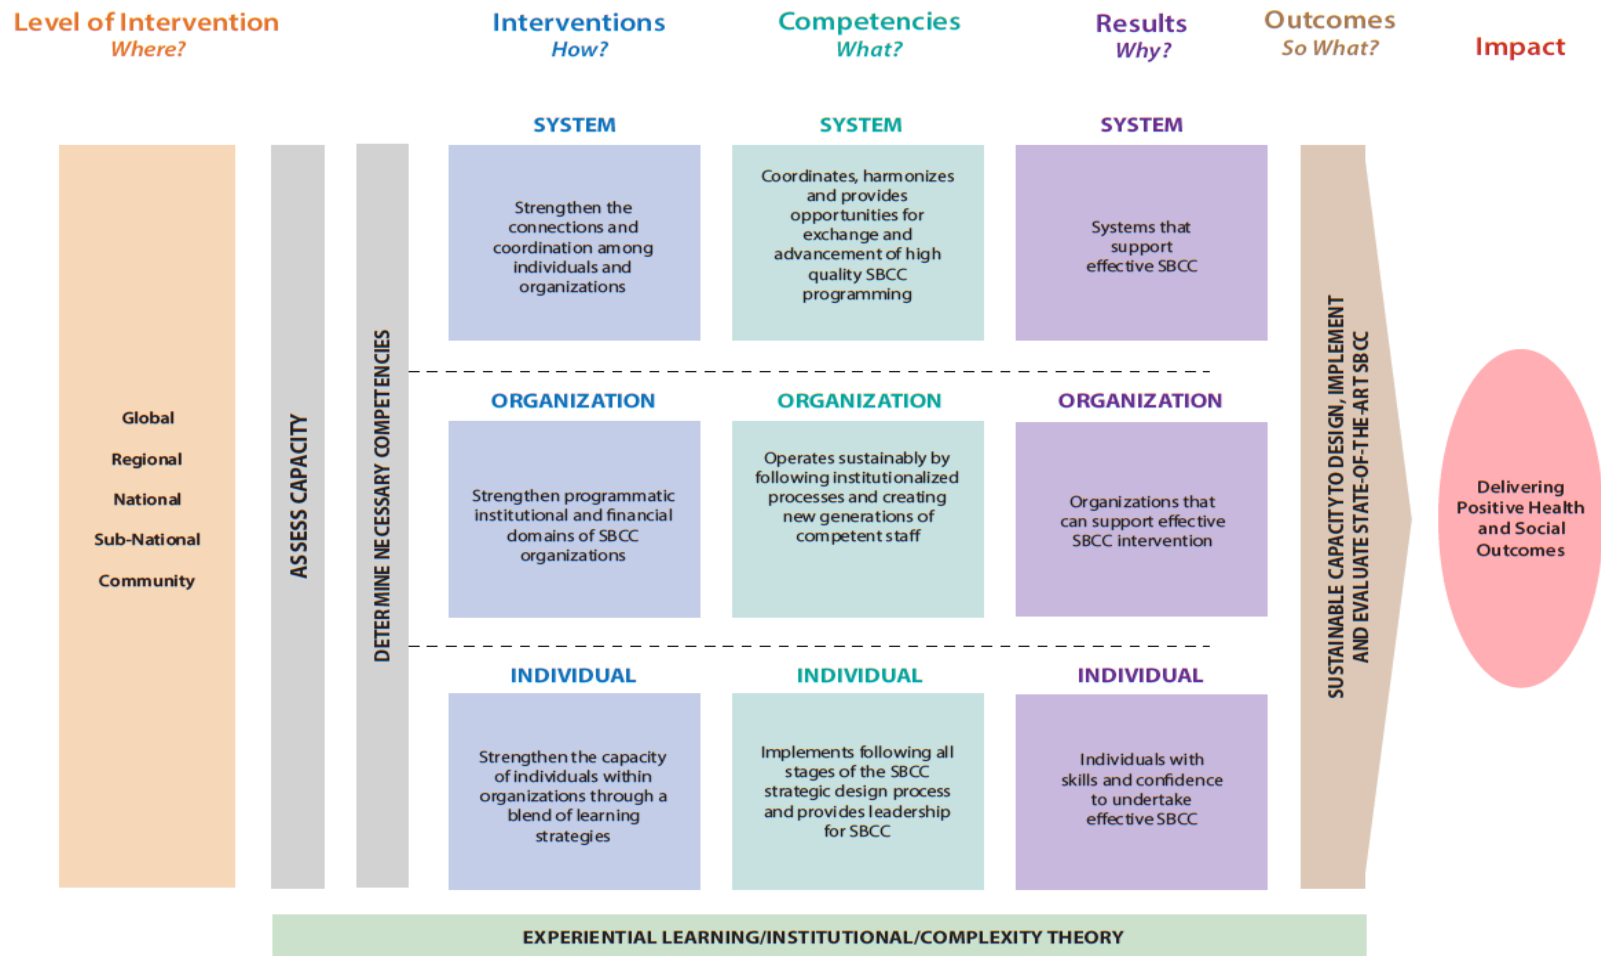 Level of Intervention
Where?
Interventions
How?
Competencies
What?
Results
Why?
Outcomes
So What?
Impact
Global
Regional
National
Sub-National
Community
ASSESS CAPACITY
DETERMINE NECESSARY COMPETENCIES
SYSTEM
Strengthen the
connections and
coordination among
individuals and
organizations
SYSTEM
Coordinates, harmonizes
and provides
opportunities for
exchange and
advancement of high
quality SBCC
programming
SYSTEM
Systems that
support
effective SBCC
ORGANIZATION
Strengthen programmatic
institutional and financial
domains of SBCC
organizations
ORGANIZATION
Operates sustainably by
following institutionalized
processes and creating
new generations of
competent staff
ORGANIZATION
Organizations that
can support effective
SBCC intervention
INDIVIDUAL
Strengthen the capacity
of individuals within
organizations through a
blend of learning
strategies
INDIVIDUAL
Implements following all
stages of the SBCC
strategic design process
and provides leadership
for SBCC
INDIVIDUAL
Individuals with
skills and confidence
to undertake
effective SBCC
SUSTAINABLE CAPACITY TO DESIGN, IMPLEMENT
AND EVALUATE STATE-OF-THE-ART SBCC
Delivering
Positive Health
and Social
Outcomes
EXPERIENTIAL LEARNING/INSTITUTIONAL/COMPLEXITY THEORY